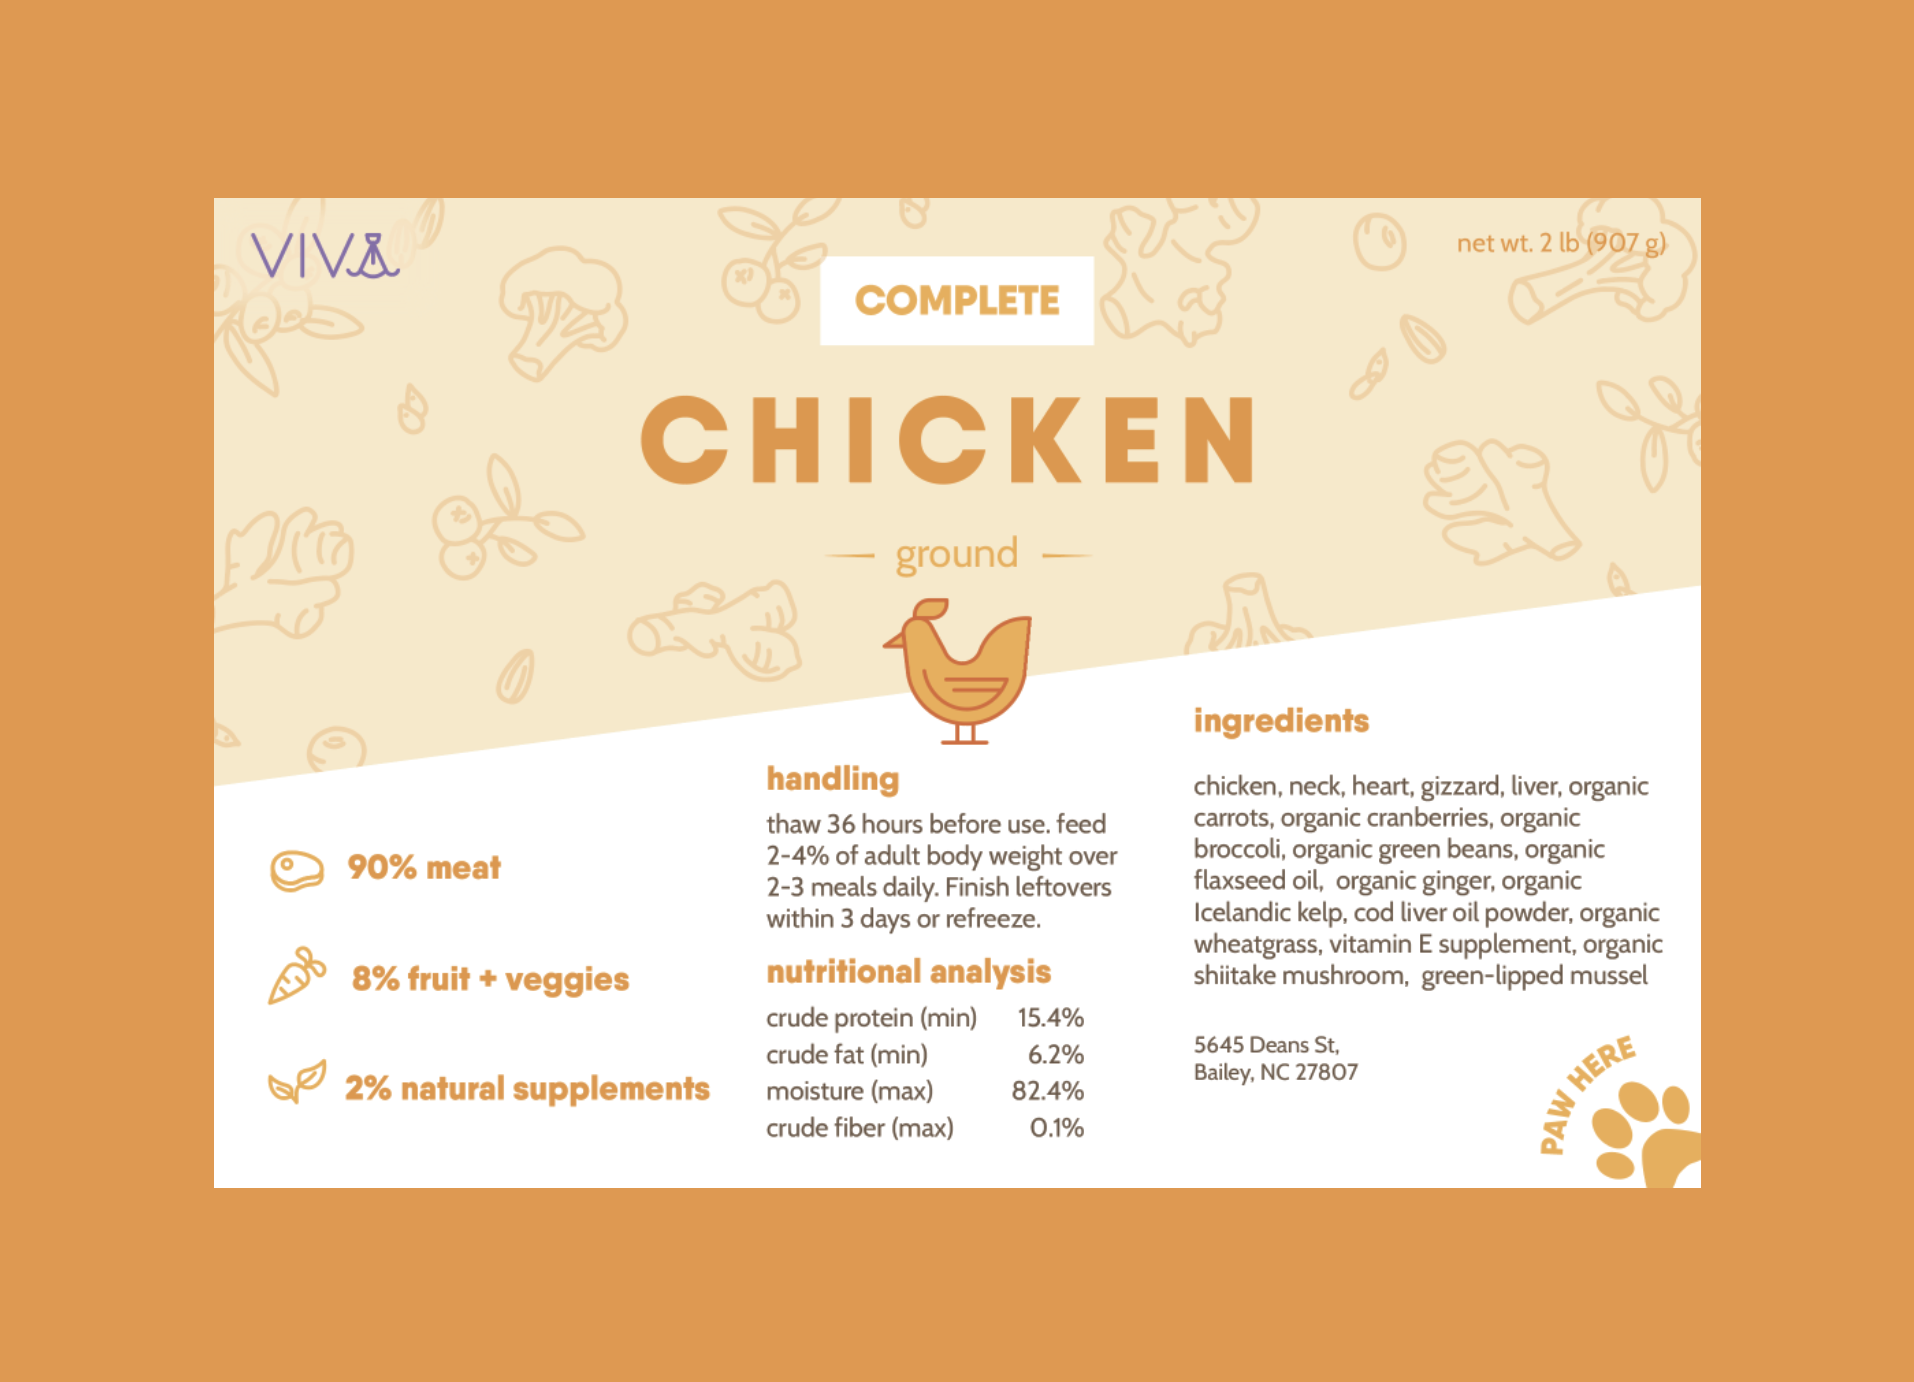 VIVA
net wt. 2 lb (907 g)
COMPLETE
CHICKEN
ground
90% meat
8% fruit + veggies
2% natural supplements
handling
thaw 36 hours before use. feed
2-4% of adult body weight over
2-3 meals daily. Finish leftovers
within 3 days or refreeze.
nutritional analysis
crude protein (min) 15.4%
crude fat (min) 6.2%
moisture (max) 82.4%
crude fiber (max) 0.1%
ingredients
chicken, neck, heart, gizzard, liver, organic
carrots, organic cranberries, organic
broccoli, organic green beans, organic
flaxseed oil, organic ginger, organic
Icelandic kelp, cod liver oil powder, organic
wheatgrass, vitamin E supplement, organic
shiitake mushroom, green-lipped mussel
5645 Deans St,
Bailey, NC 27807
PAW HERE